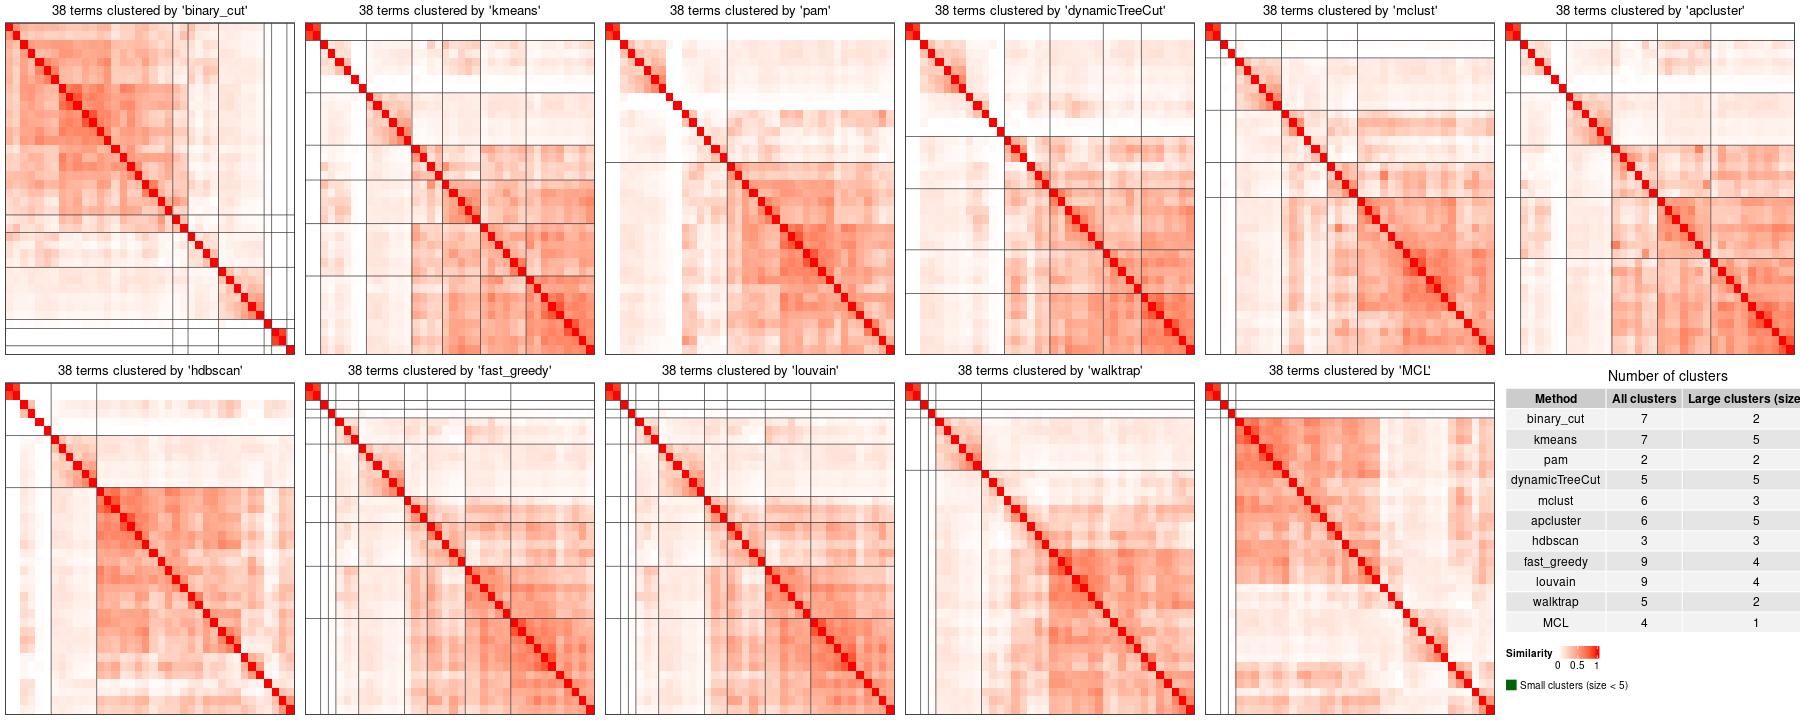 38 terms clustered by 'binary_cut'
38 terms clustered by 'kmeans'
38 terms clustered by 'pam'
38 terms clustered by 'dynamicTreeCut'
38 terms clustered by 'mclust'
38 terms clustered by 'apcluster'
38 terms clustered by 'hdbscan'
38 terms clustered by 'fast_greedy'
38 terms clustered by 'louvain'
38 terms clustered by 'walktrap'
38 terms clustered by 'MCL'
Number of clusters
Method All clusters Large clusters (size
binary_cut 7 2
kmeans 7 5
pam 2 2
dynamicTreeCut 5 5
mclust 6 3
apcluster 6 5
hdbscan 3 3
fast_greedy 9 4
louvain 9 4
walktrap 5 2
MCL 4 1
Similarity
0 0.5 1
Small clusters (size < 5)